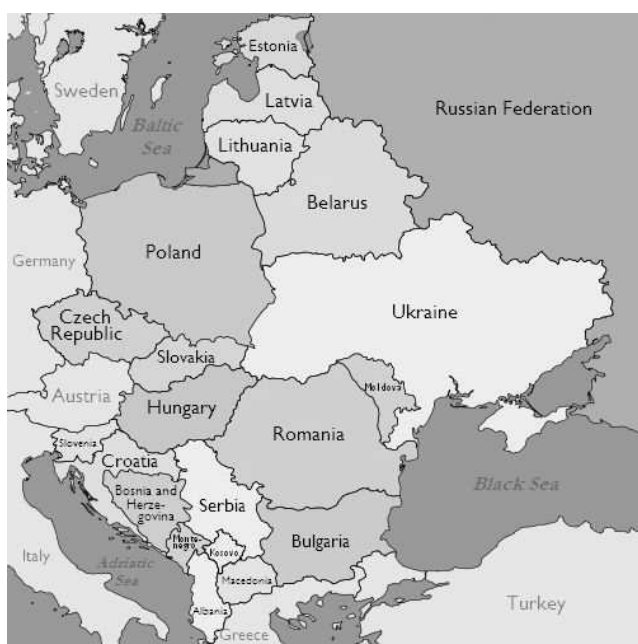 Estonia
Sweden
Latvia
Russian Federation
Baltic
Sea
Lithuania
Belarus
Poland
Germany
Ukraine
Czech
Republic
Slovakia
Moldova
Austria
Hungary
Romania
Slovenia
Croatia
Black Sea
Bosnia and
Herze-
govina
Serbia
Monte-
negro
Kosovo
Bulgaria
Italy
Adriatic
Sea
Macedonia
Albania
Turkey
Greece